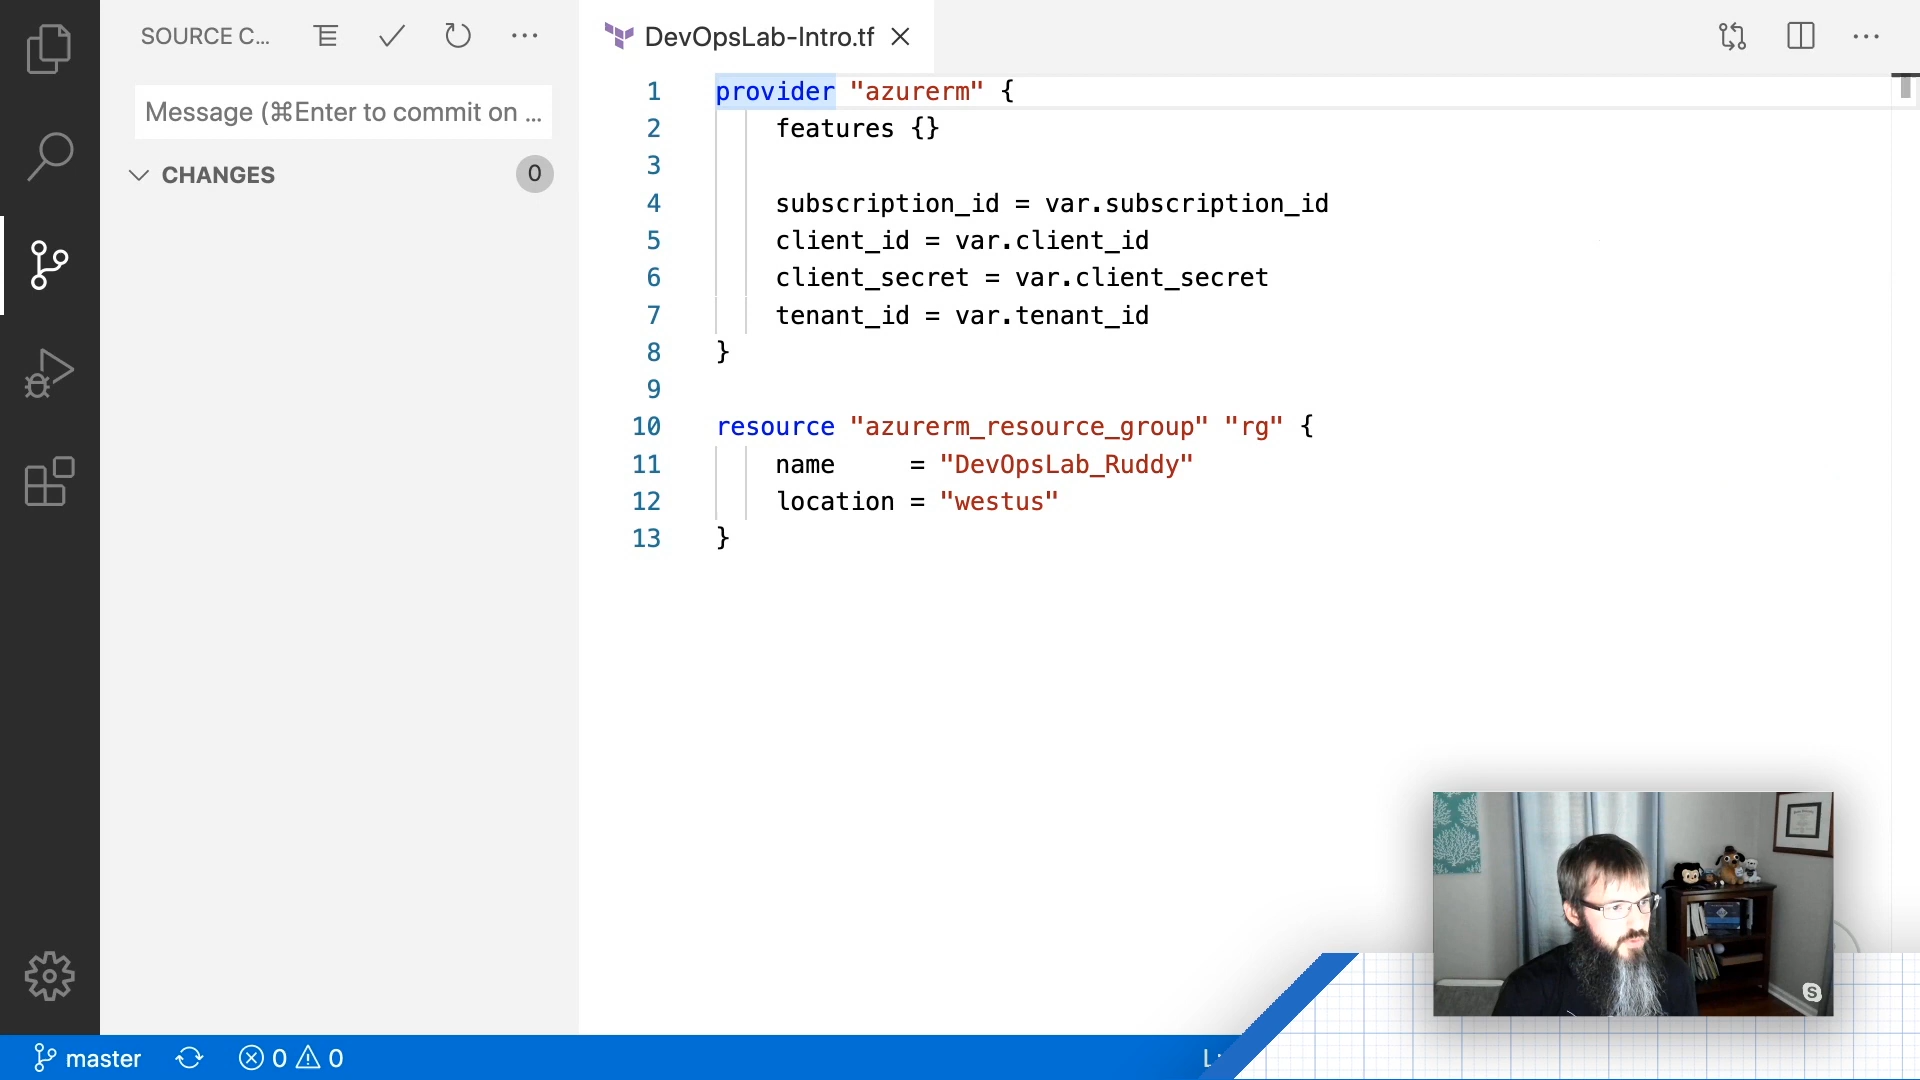 SOURCE C...
Message (⌘Enter to commit on ...
CHANGES
0
DevOpsLab-Intro.tf
1 provider "azurerm" {
2 features {}
3
4 subscription_id = var.subscription_id
5 client_id = var.client_id
6 client_secret = var.client_secret
7 tenant_id = var.tenant_id
8 }
9
10 resource "azurerm_resource_group" "rg" {
11 name     = "DevOpsLab_Ruddy"
12 location = "westus"
13 }
master
0
0